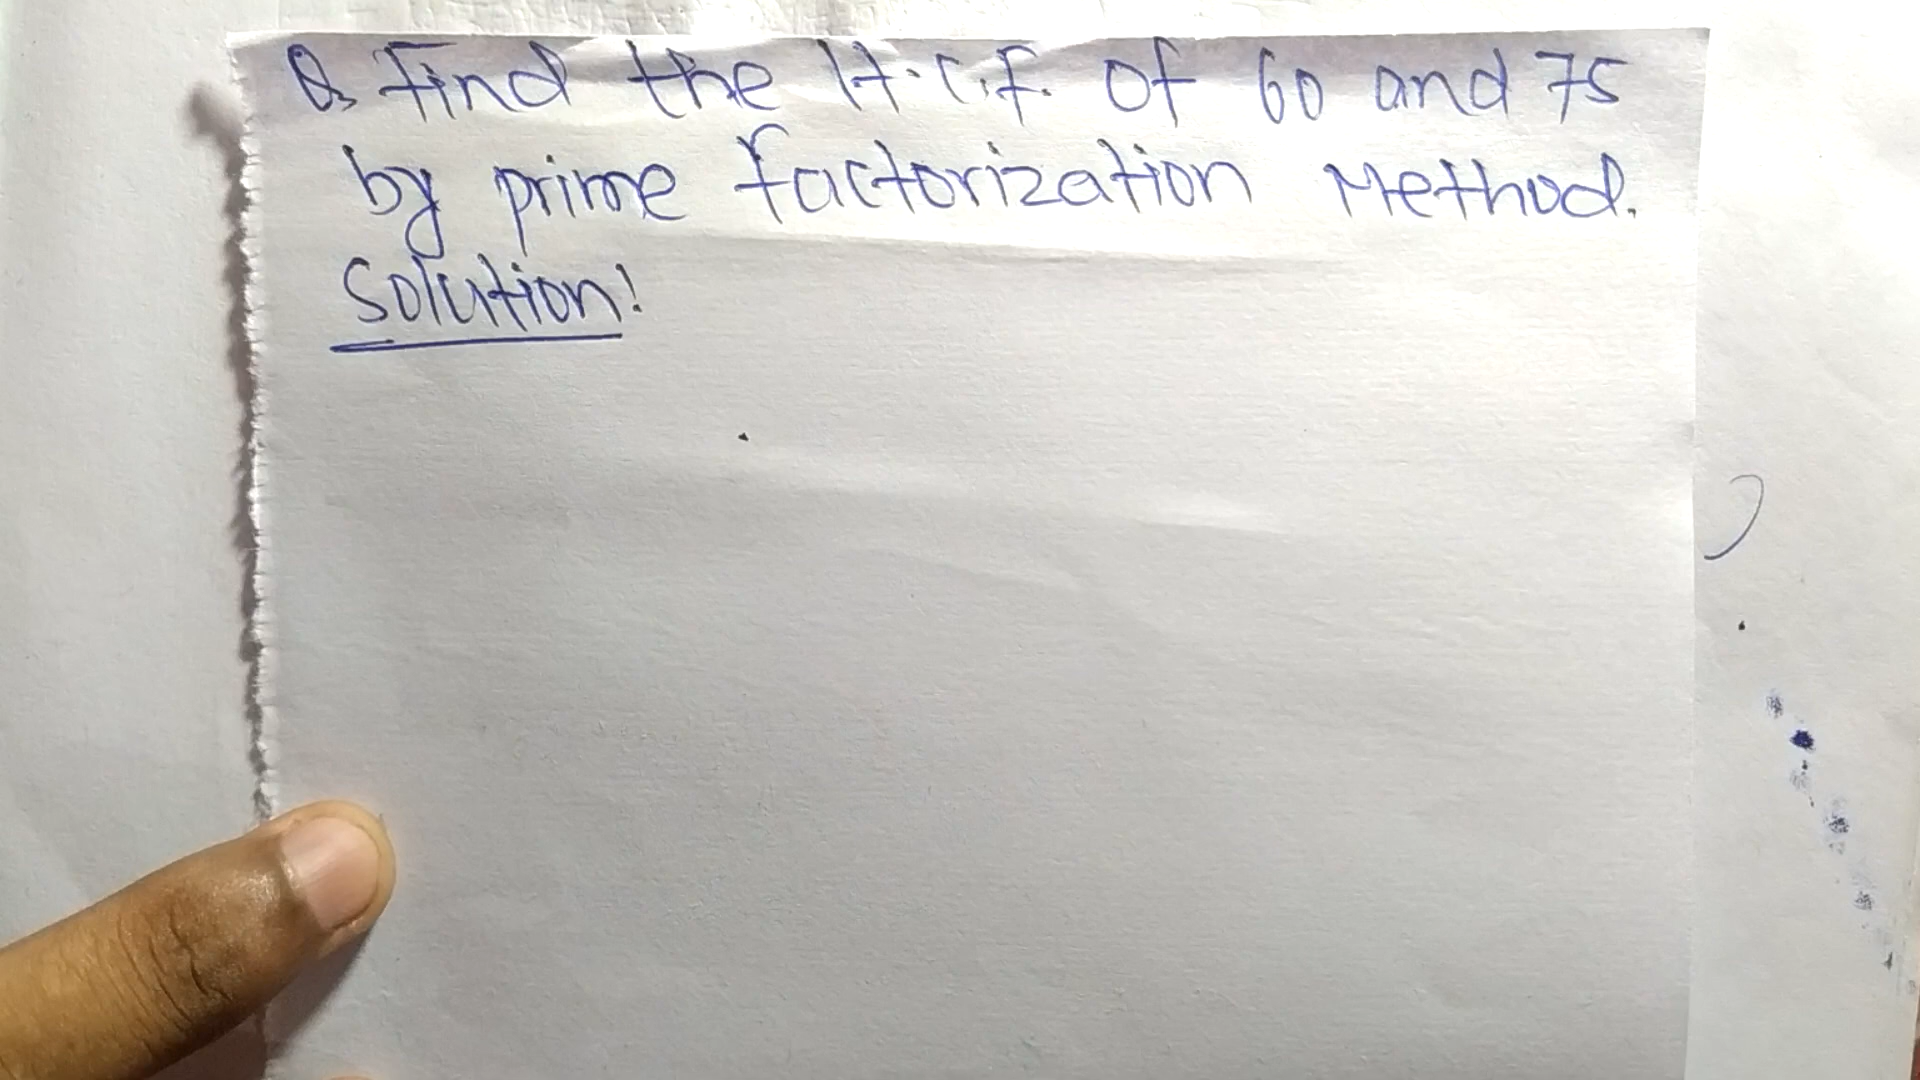 Q. Find the H.C.F. Of 60 and 75
by prime factorization Method.
Solution: